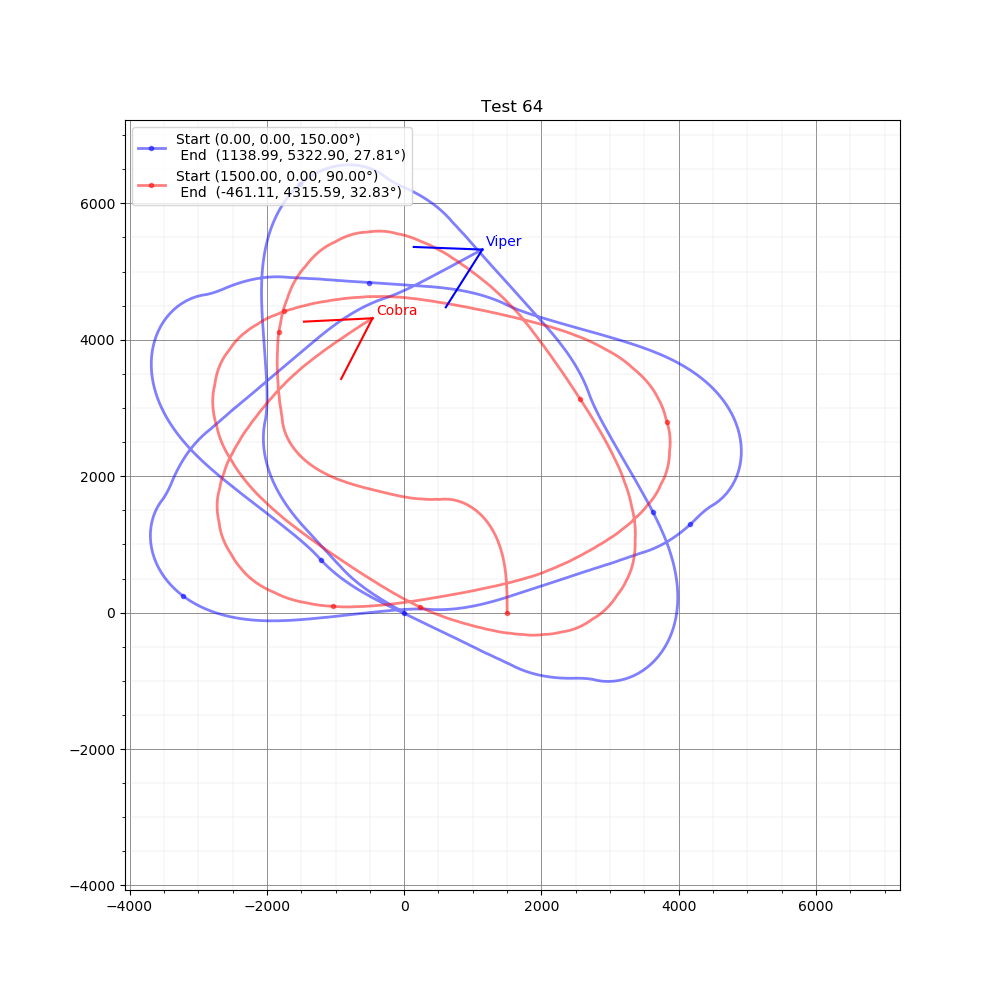 Test 64
Start (0.00, 0.00, 150.00°)
End (1138.99, 5322.90, 27.81°)
Start (1500.00, 0.00, 90.00°)
End (-461.11, 4315.59, 32.83°)
Viper
Cobra
6000
4000
2000
0
−2000
−4000
−4000 −2000 0 2000 4000 6000